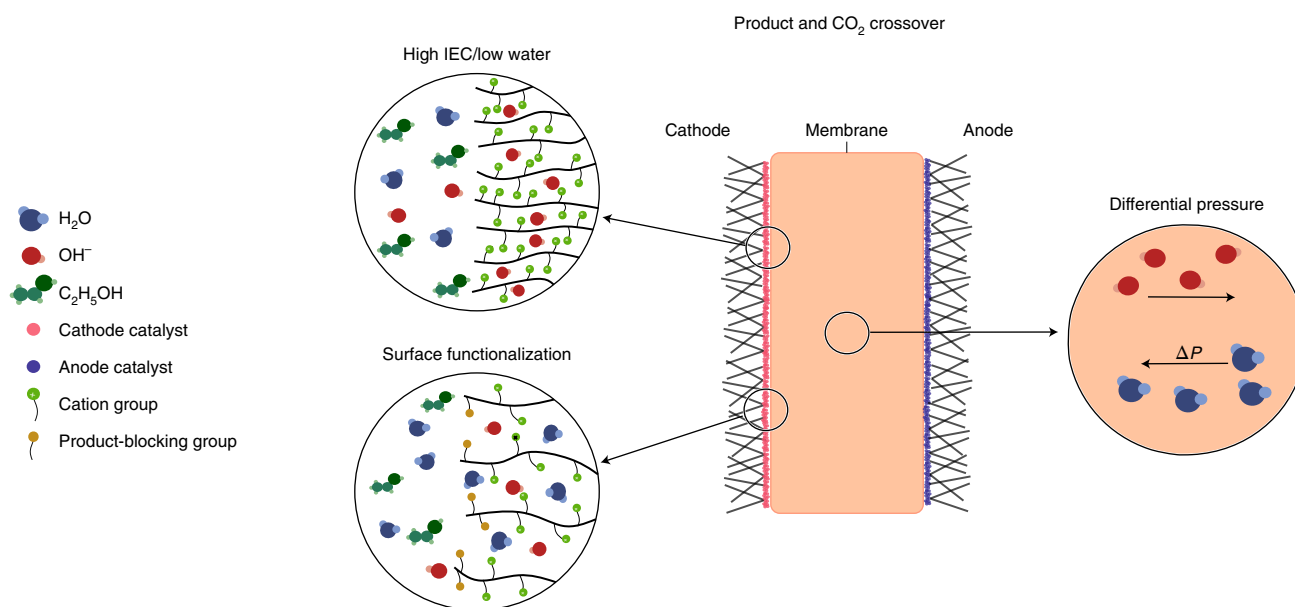 Product and CO₂ crossover
High IEC/low water
Cathode
Membrane
Anode
Differential pressure
H₂O
OH⁻
C₂H₅OH
Cathode catalyst
Anode catalyst
Cation group
Product-blocking group
Surface functionalization
ΔP